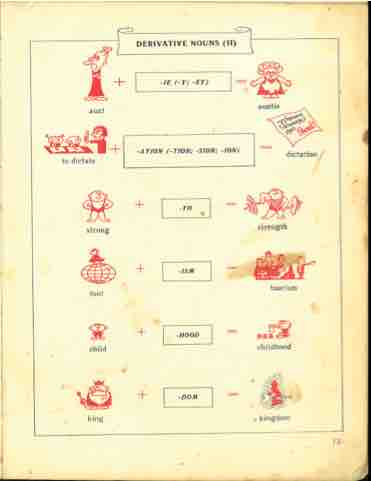 DERIVATIVE NOUNS (II)
+ -IE (-Y; -EY) —
aunt auntie
+ -ATION (-TION; -SION; -ION) —
to dictate dictation
+ -TH —
strong strength
+ -ISM —
tour tourism
+ -HOOD —
child childhood
+ -DOM —
king kingdom